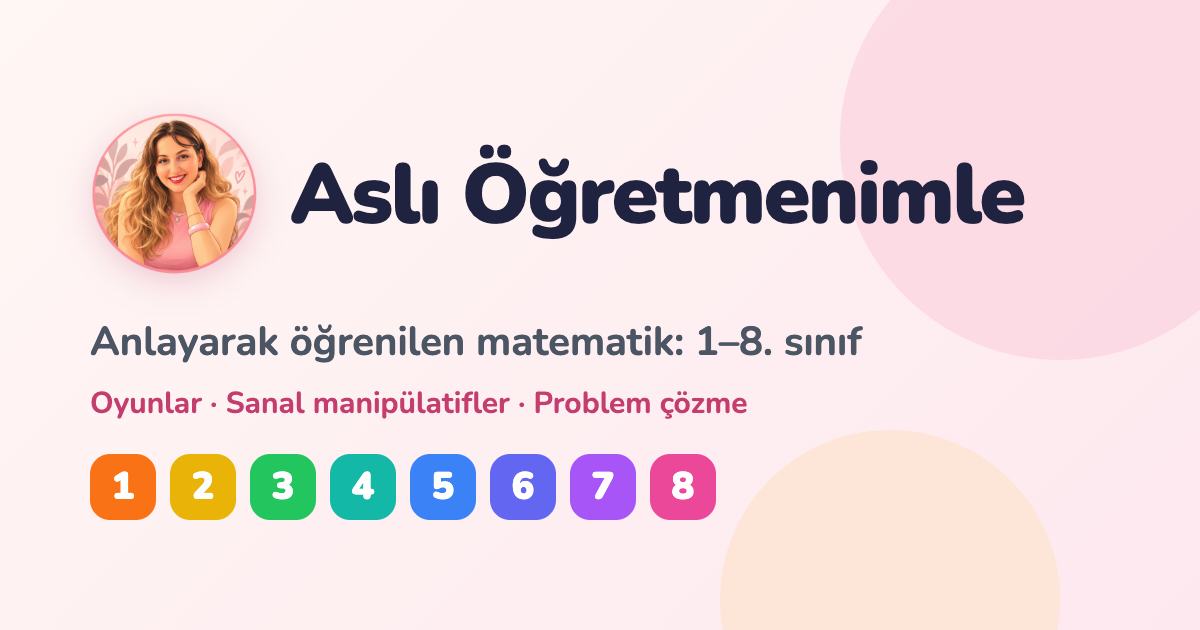 Aslı Öğretmenimle
Anlayarak öğrenilen matematik: 1–8. sınıf
Oyunlar · Sanal manipülatifler · Problem çözme
1 2 3 4 5 6 7 8